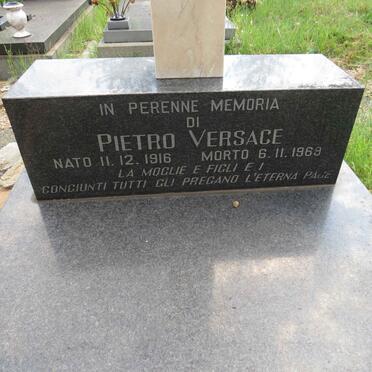 IN PERENNE MEMORIA
DI
PIETRO VERSACE
NATO 11.12.1916 MORTO 6.11.1969
LA MOGLIE E FIGLI E I
CONGIUNTI TUTTI GLI PREGANO L'ETERNA PACE